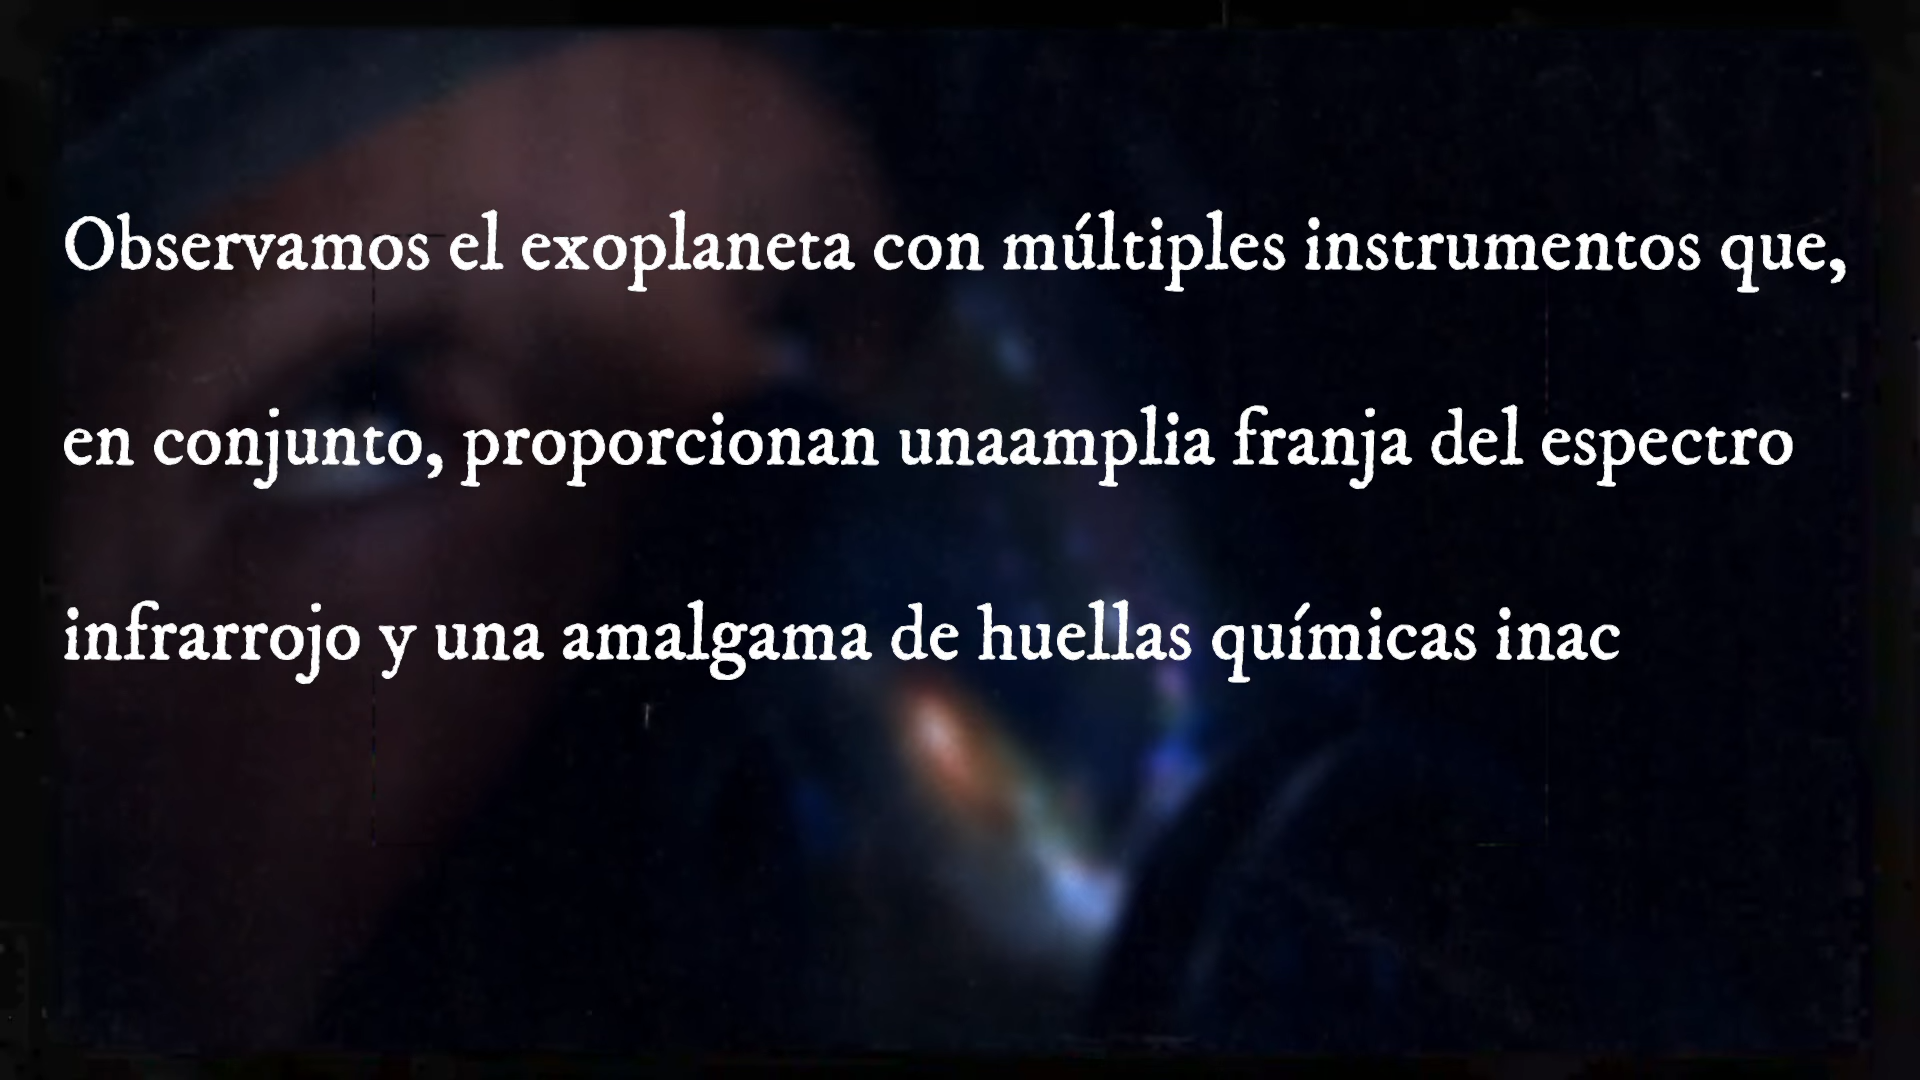 Observamos el exoplaneta con múltiples instrumentos que,
en conjunto, proporcionan unaamplia franja del espectro
infrarrojo y una amalgama de huellas químicas inac